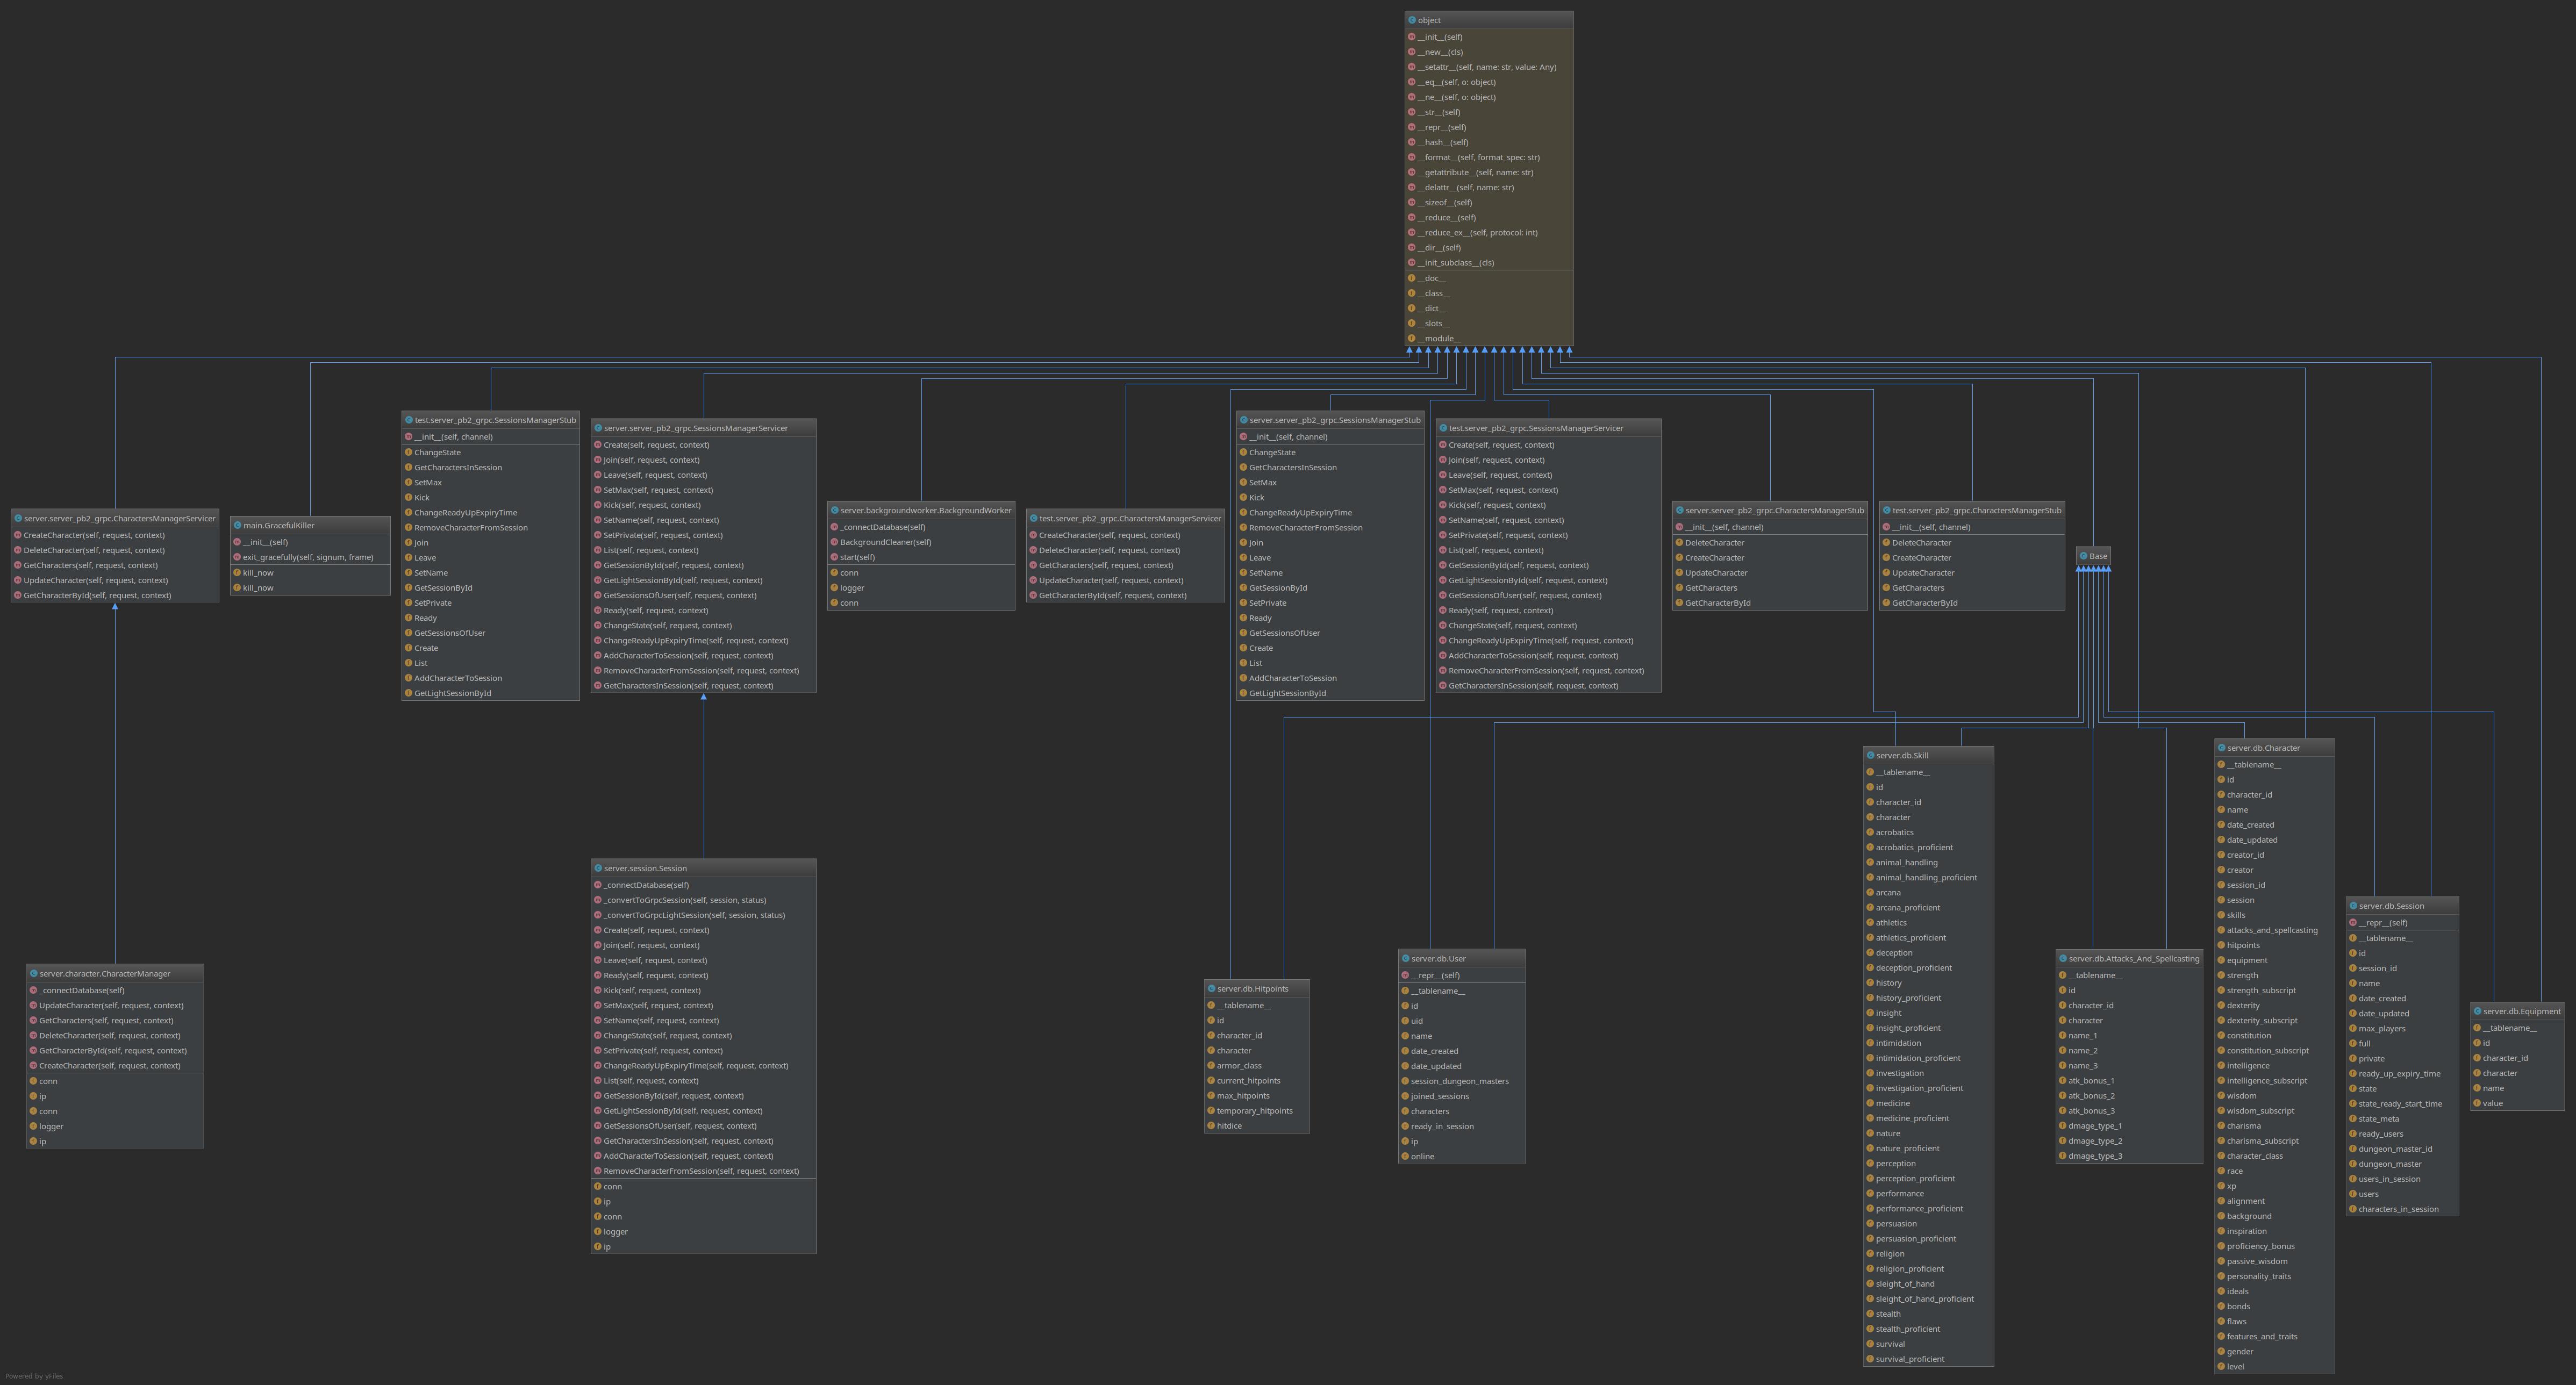 object
__init__(self)
__new__(cls)
__setattr__(self, name: str, value: Any)
__eq__(self, o: object)
__ne__(self, o: object)
__str__(self)
__repr__(self)
__hash__(self)
__format__(self, format_spec: str)
__getattribute__(self, name: str)
__delattr__(self, name: str)
__sizeof__(self)
__reduce__(self)
__reduce_ex__(self, protocol: int)
__dir__(self)
__init_subclass__(cls)
__doc__
__class__
__dict__
__slots__
__module__
server.server_pb2_grpc.CharactersManagerServicer
CreateCharacter(self, request, context)
DeleteCharacter(self, request, context)
GetCharacters(self, request, context)
UpdateCharacter(self, request, context)
GetCharacterById(self, request, context)
main.GracefulKiller
__init__(self)
exit_gracefully(self, signum, frame)
kill_now
kill_now
test.server_pb2_grpc.SessionsManagerStub
__init__(self, channel)
ChangeState
GetCharactersInSession
SetMax
Kick
ChangeReadyUpExpiryTime
RemoveCharacterFromSession
Join
Leave
SetName
GetSessionById
SetPrivate
Ready
GetSessionsOfUser
Create
List
AddCharacterToSession
GetLightSessionById
server.server_pb2_grpc.SessionsManagerServicer
Create(self, request, context)
Join(self, request, context)
Leave(self, request, context)
SetMax(self, request, context)
Kick(self, request, context)
SetName(self, request, context)
SetPrivate(self, request, context)
List(self, request, context)
GetSessionById(self, request, context)
GetLightSessionById(self, request, context)
GetSessionsOfUser(self, request, context)
Ready(self, request, context)
ChangeState(self, request, context)
ChangeReadyUpExpiryTime(self, request, context)
AddCharacterToSession(self, request, context)
RemoveCharacterFromSession(self, request, context)
GetCharactersInSession(self, request, context)
server.backgroundworker.BackgroundWorker
_connectDatabase(self)
BackgroundCleaner(self)
start(self)
conn
logger
conn
test.server_pb2_grpc.CharactersManagerServicer
CreateCharacter(self, request, context)
DeleteCharacter(self, request, context)
GetCharacters(self, request, context)
UpdateCharacter(self, request, context)
GetCharacterById(self, request, context)
server.server_pb2_grpc.SessionsManagerStub
__init__(self, channel)
ChangeState
GetCharactersInSession
SetMax
Kick
ChangeReadyUpExpiryTime
RemoveCharacterFromSession
Join
Leave
SetName
GetSessionById
SetPrivate
Ready
GetSessionsOfUser
Create
List
AddCharacterToSession
GetLightSessionById
test.server_pb2_grpc.SessionsManagerServicer
Create(self, request, context)
Join(self, request, context)
Leave(self, request, context)
SetMax(self, request, context)
Kick(self, request, context)
SetName(self, request, context)
SetPrivate(self, request, context)
List(self, request, context)
GetSessionById(self, request, context)
GetLightSessionById(self, request, context)
GetSessionsOfUser(self, request, context)
Ready(self, request, context)
ChangeState(self, request, context)
ChangeReadyUpExpiryTime(self, request, context)
AddCharacterToSession(self, request, context)
RemoveCharacterFromSession(self, request, context)
GetCharactersInSession(self, request, context)
server.server_pb2_grpc.CharactersManagerStub
__init__(self, channel)
DeleteCharacter
CreateCharacter
UpdateCharacter
GetCharacters
GetCharacterById
test.server_pb2_grpc.CharactersManagerStub
__init__(self, channel)
DeleteCharacter
CreateCharacter
UpdateCharacter
GetCharacters
GetCharacterById
Base
server.character.CharacterManager
_connectDatabase(self)
UpdateCharacter(self, request, context)
GetCharacters(self, request, context)
DeleteCharacter(self, request, context)
GetCharacterById(self, request, context)
CreateCharacter(self, request, context)
conn
ip
conn
logger
ip
server.session.Session
_connectDatabase(self)
_convertToGrpcSession(self, session, status)
_convertToGrpcLightSession(self, session, status)
Create(self, request, context)
Join(self, request, context)
Leave(self, request, context)
Ready(self, request, context)
Kick(self, request, context)
SetMax(self, request, context)
SetName(self, request, context)
ChangeState(self, request, context)
SetPrivate(self, request, context)
ChangeReadyUpExpiryTime(self, request, context)
List(self, request, context)
GetSessionById(self, request, context)
GetLightSessionById(self, request, context)
GetSessionsOfUser(self, request, context)
GetCharactersInSession(self, request, context)
AddCharacterToSession(self, request, context)
RemoveCharacterFromSession(self, request, context)
conn
ip
conn
logger
ip
server.db.Hitpoints
__tablename__
id
character_id
character
armor_class
current_hitpoints
max_hitpoints
temporary_hitpoints
hitdice
server.db.User
__repr__(self)
__tablename__
id
uid
name
date_created
date_updated
session_dungeon_masters
joined_sessions
characters
ready_in_session
ip
online
server.db.Skill
__tablename__
id
character_id
character
acrobatics
acrobatics_proficient
animal_handling
animal_handling_proficient
arcana
arcana_proficient
athletics
athletics_proficient
deception
deception_proficient
history
history_proficient
insight
insight_proficient
intimidation
intimidation_proficient
investigation
investigation_proficient
medicine
medicine_proficient
nature
nature_proficient
perception
perception_proficient
performance
performance_proficient
persuasion
persuasion_proficient
religion
religion_proficient
sleight_of_hand
sleight_of_hand_proficient
stealth
stealth_proficient
survival
survival_proficient
server.db.Attacks_And_Spellcasting
__tablename__
id
character_id
character
name_1
name_2
name_3
atk_bonus_1
atk_bonus_2
atk_bonus_3
dmage_type_1
dmage_type_2
dmage_type_3
server.db.Character
__tablename__
id
character_id
name
date_created
date_updated
creator_id
creator
session_id
session
skills
attacks_and_spellcasting
hitpoints
equipment
strength
strength_subscript
dexterity
dexterity_subscript
constitution
constitution_subscript
intelligence
intelligence_subscript
wisdom
wisdom_subscript
charisma
charisma_subscript
character_class
race
xp
alignment
background
inspiration
proficiency_bonus
passive_wisdom
personality_traits
ideals
bonds
flaws
features_and_traits
gender
level
server.db.Session
__repr__(self)
__tablename__
id
session_id
name
date_created
date_updated
max_players
full
private
ready_up_expiry_time
state
state_ready_start_time
state_meta
ready_users
dungeon_master_id
dungeon_master
users_in_session
users
characters_in_session
server.db.Equipment
__tablename__
id
character_id
character
name
value
Powered by yFiles